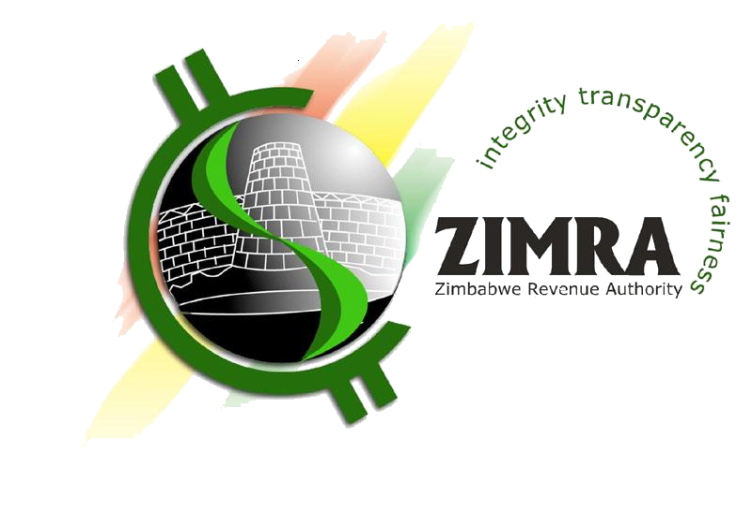 integrity transparency fairness
ZIMRA
Zimbabwe Revenue Authority